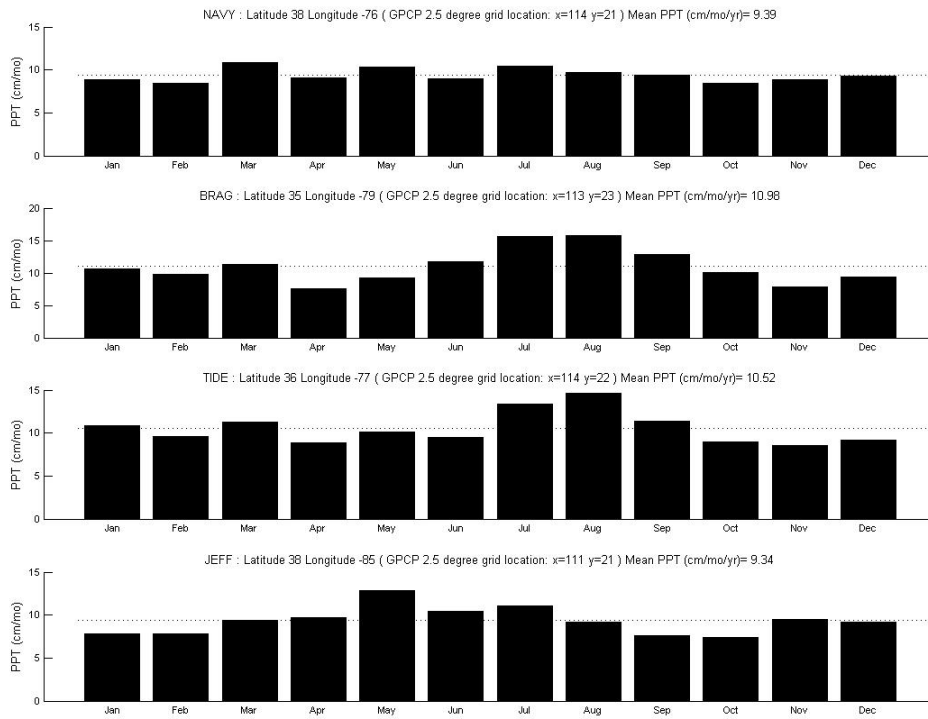 NAVY : Latitude 38 Longitude -76 ( GPCP 2.5 degree grid location: x=114 y=21 ) Mean PPT (cm/mo/yr)= 9.39
15
10
5
0
PPT (cm/mo)
Jan Feb Mar Apr May Jun Jul Aug Sep Oct Nov Dec
BRAG : Latitude 35 Longitude -79 ( GPCP 2.5 degree grid location: x=113 y=23 ) Mean PPT (cm/mo/yr)= 10.98
20
15
10
5
0
PPT (cm/mo)
Jan Feb Mar Apr May Jun Jul Aug Sep Oct Nov Dec
TIDE : Latitude 36 Longitude -77 ( GPCP 2.5 degree grid location: x=114 y=22 ) Mean PPT (cm/mo/yr)= 10.52
15
10
5
0
PPT (cm/mo)
Jan Feb Mar Apr May Jun Jul Aug Sep Oct Nov Dec
JEFF : Latitude 38 Longitude -85 ( GPCP 2.5 degree grid location: x=111 y=21 ) Mean PPT (cm/mo/yr)= 9.34
15
10
5
0
PPT (cm/mo)
Jan Feb Mar Apr May Jun Jul Aug Sep Oct Nov Dec